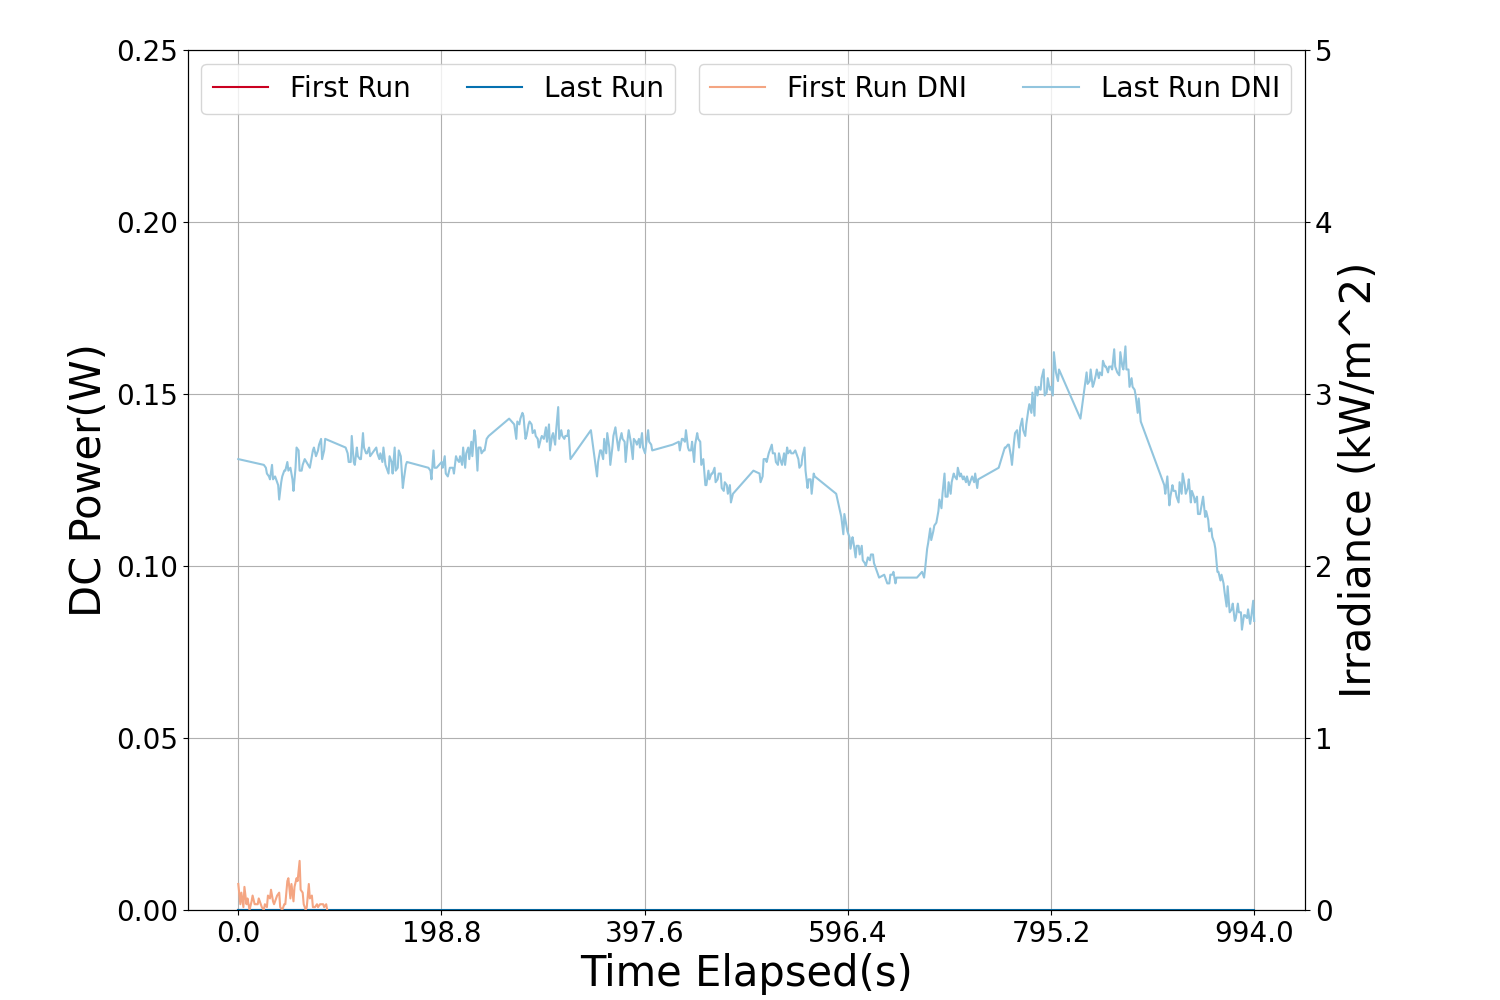 First Run
Last Run
First Run DNI
Last Run DNI
0.25
0.20
0.15
0.10
0.05
0.00
DC Power(W)
5
4
3
2
1
0
Irradiance (kW/m^2)
0.0
198.8
397.6
596.4
795.2
994.0
Time Elapsed(s)